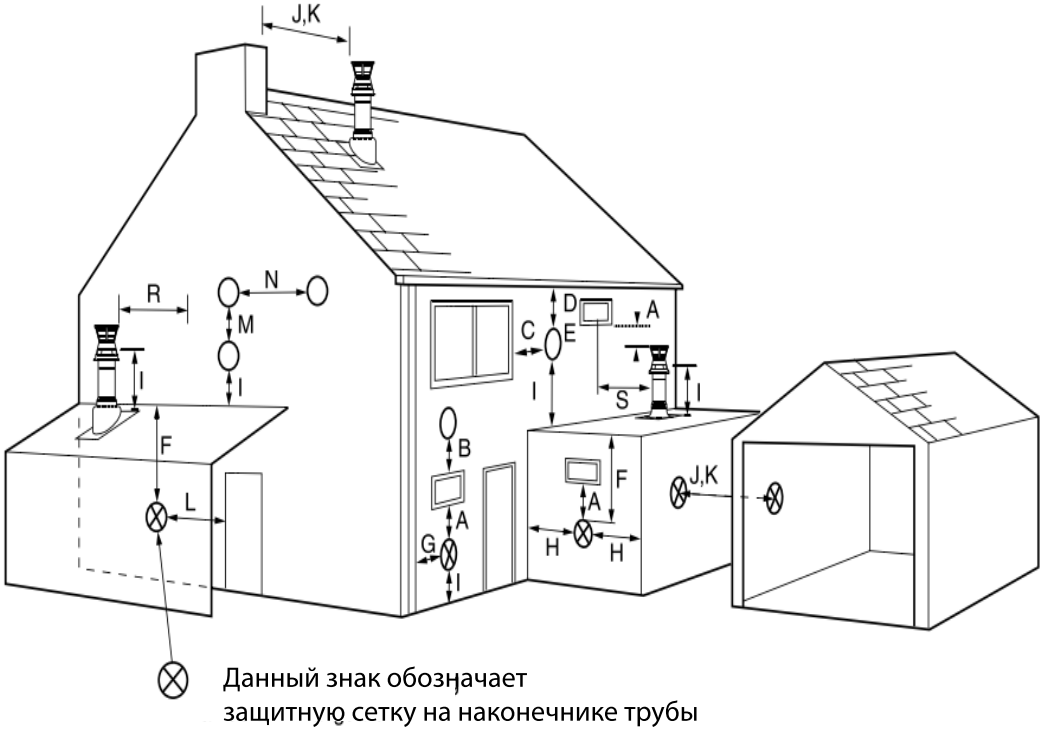 J,K
N
R
M
I
I
D
E
A
C
I
S
I
F
B
F
L
A
A
G
H
H
I
J,K
Данный знак обозначает
защитную сетку на наконечнике трубы